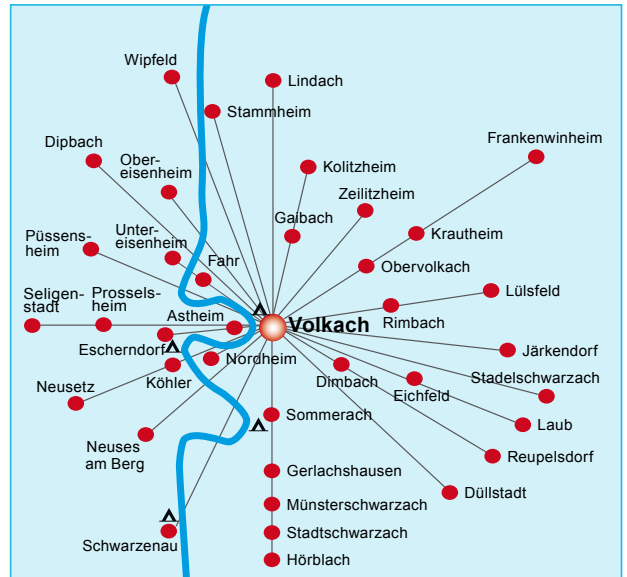 Wipfeld
Lindach
Stammheim
Frankenwinheim
Dipbach
Ober-
eisenheim
Kolitzheim
Zeilitzheim
Gaibach
Krautheim
Püssens-
heim
Unter-
eisenheim
Fahr
Obervolkach
Seligen-
stadt
Prossels-
heim
Lülsfeld
Rimbach
Astheim
Volkach
Escherndorf
Nordheim
Järkendorf
Köhler
Dimbach
Stadelschwarzach
Neusetz
Eichfeld
Sommerach
Laub
Neuses
am Berg
Reupelsdorf
Gerlachshausen
Düllstadt
Münsterschwarzach
Stadtschwarzach
Schwarzenau
Hörblach